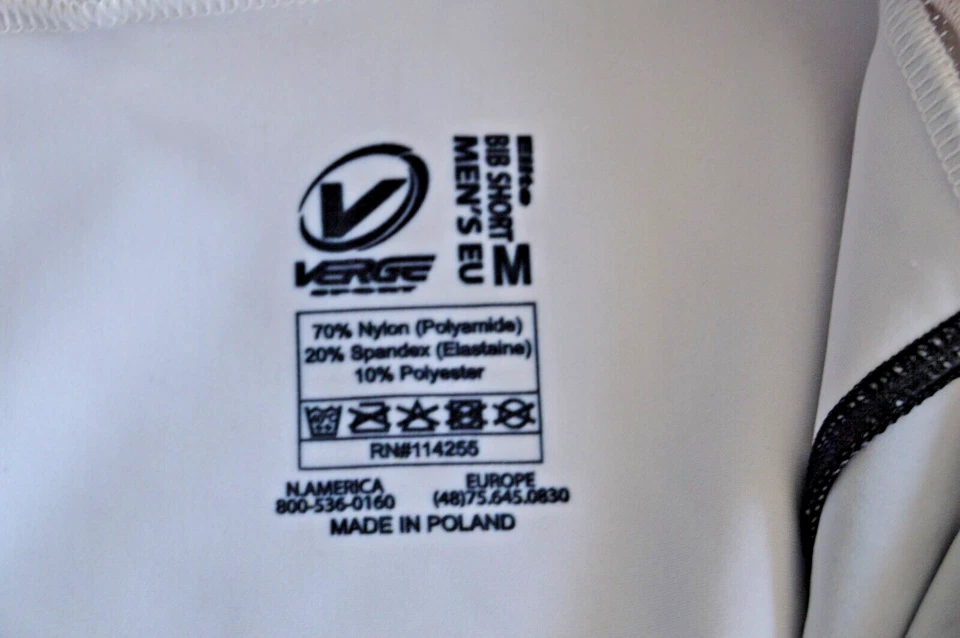 V
VERGE
SPORT
Elite
BIB SHORT
MEN'S EU
M
70% Nylon (Polyamide)
20% Spandex (Elastaine)
10% Polyester
RN#114255
N.AMERICA
800-536-0160
EUROPE
(48)75.645.0830
MADE IN POLAND